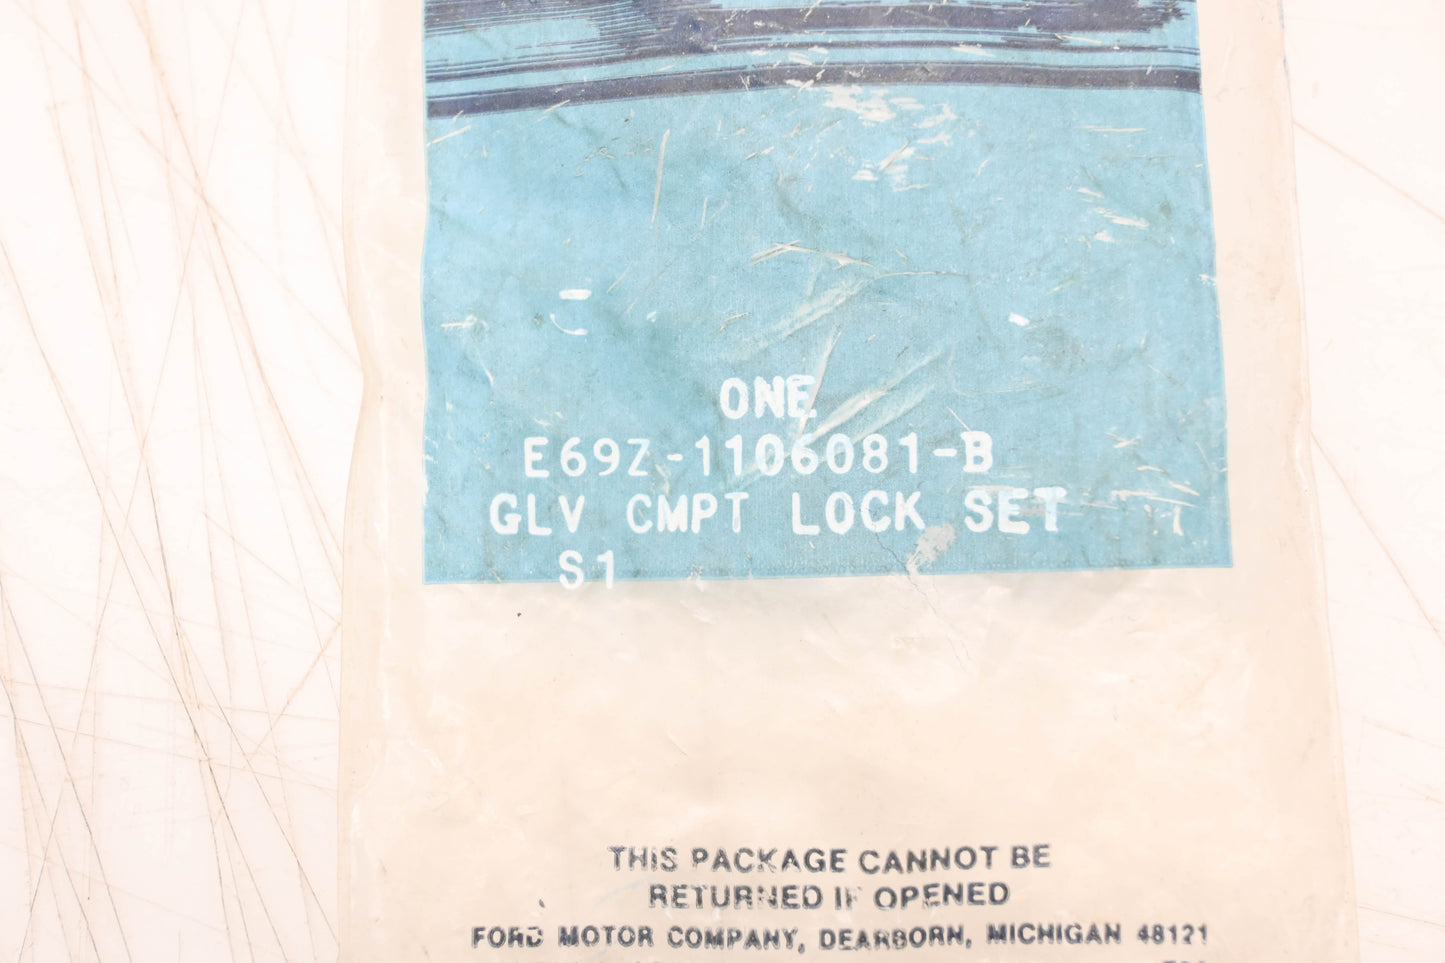 ONE
E69Z-1106081-B
GLV CMPT LOCK SET
S1
THIS PACKAGE CANNOT BE
RETURNED IF OPENED
FORD MOTOR COMPANY, DEARBORN, MICHIGAN 48121